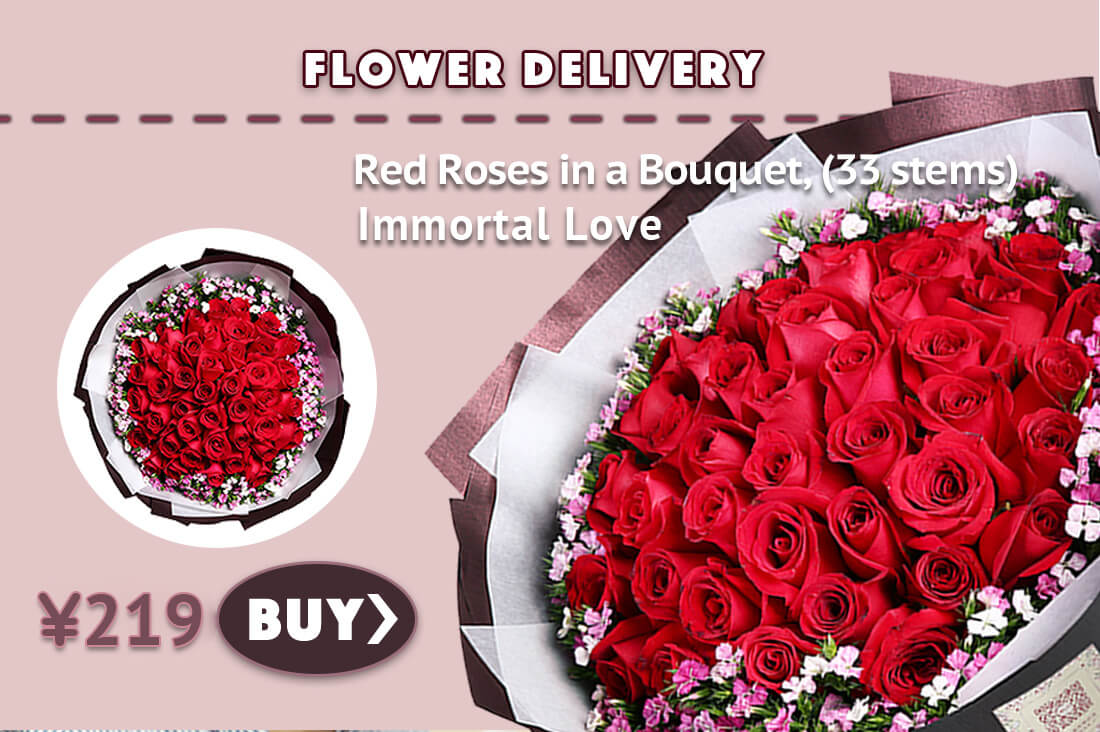 FLOWER DELIVERY
Red Roses in a Bouquet, (33 stems)
Immortal Love
¥219
BUY❯